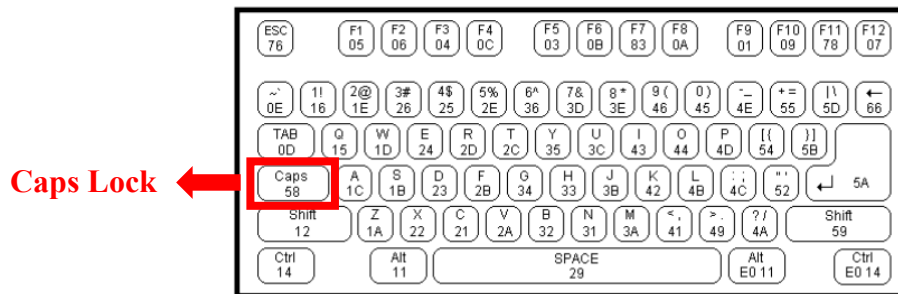 ESC F1 F2 F3 F4 F5 F6 F7 F8 F9 F10 F11 F12
76 05 06 04 0C 03 0B 83 0A 01 09 78 07
~` 1! 2@ 3# 4$ 5% 6^ 7& 8* 9( 0) -_ += |\ ←
0E 16 1E 26 25 2E 36 3D 3E 46 45 4E 55 5D 66
TAB Q W E R T Y U I O P [{ }]
0D 15 1D 24 2D 2C 35 3C 43 44 4D 54 5B
Caps Lock
Caps A S D F G H J K L ;: "' ↵ 5A
58 1C 1B 23 2B 34 33 3B 42 4B 4C 52
Shift Z X C V B N M <, >. ?/ Shift
12 1A 22 21 2A 32 31 3A 41 49 4A 59
Ctrl Alt SPACE Alt Ctrl
14 11 29 E0 11 E0 14